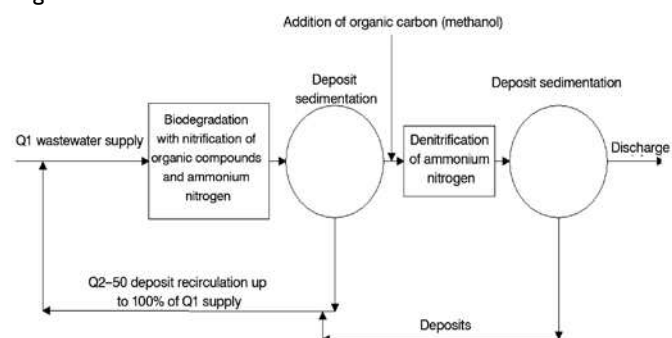 Addition of organic carbon (methanol)
Deposit
sedimentation
Deposit sedimentation
Q1 wastewater supply
Biodegradation
with nitrification of
organic compounds
and ammonium
nitrogen
Denitrification
of ammonium
nitrogen
Discharge
Q2–50 deposit recirculation up
to 100% of Q1 supply
Deposits